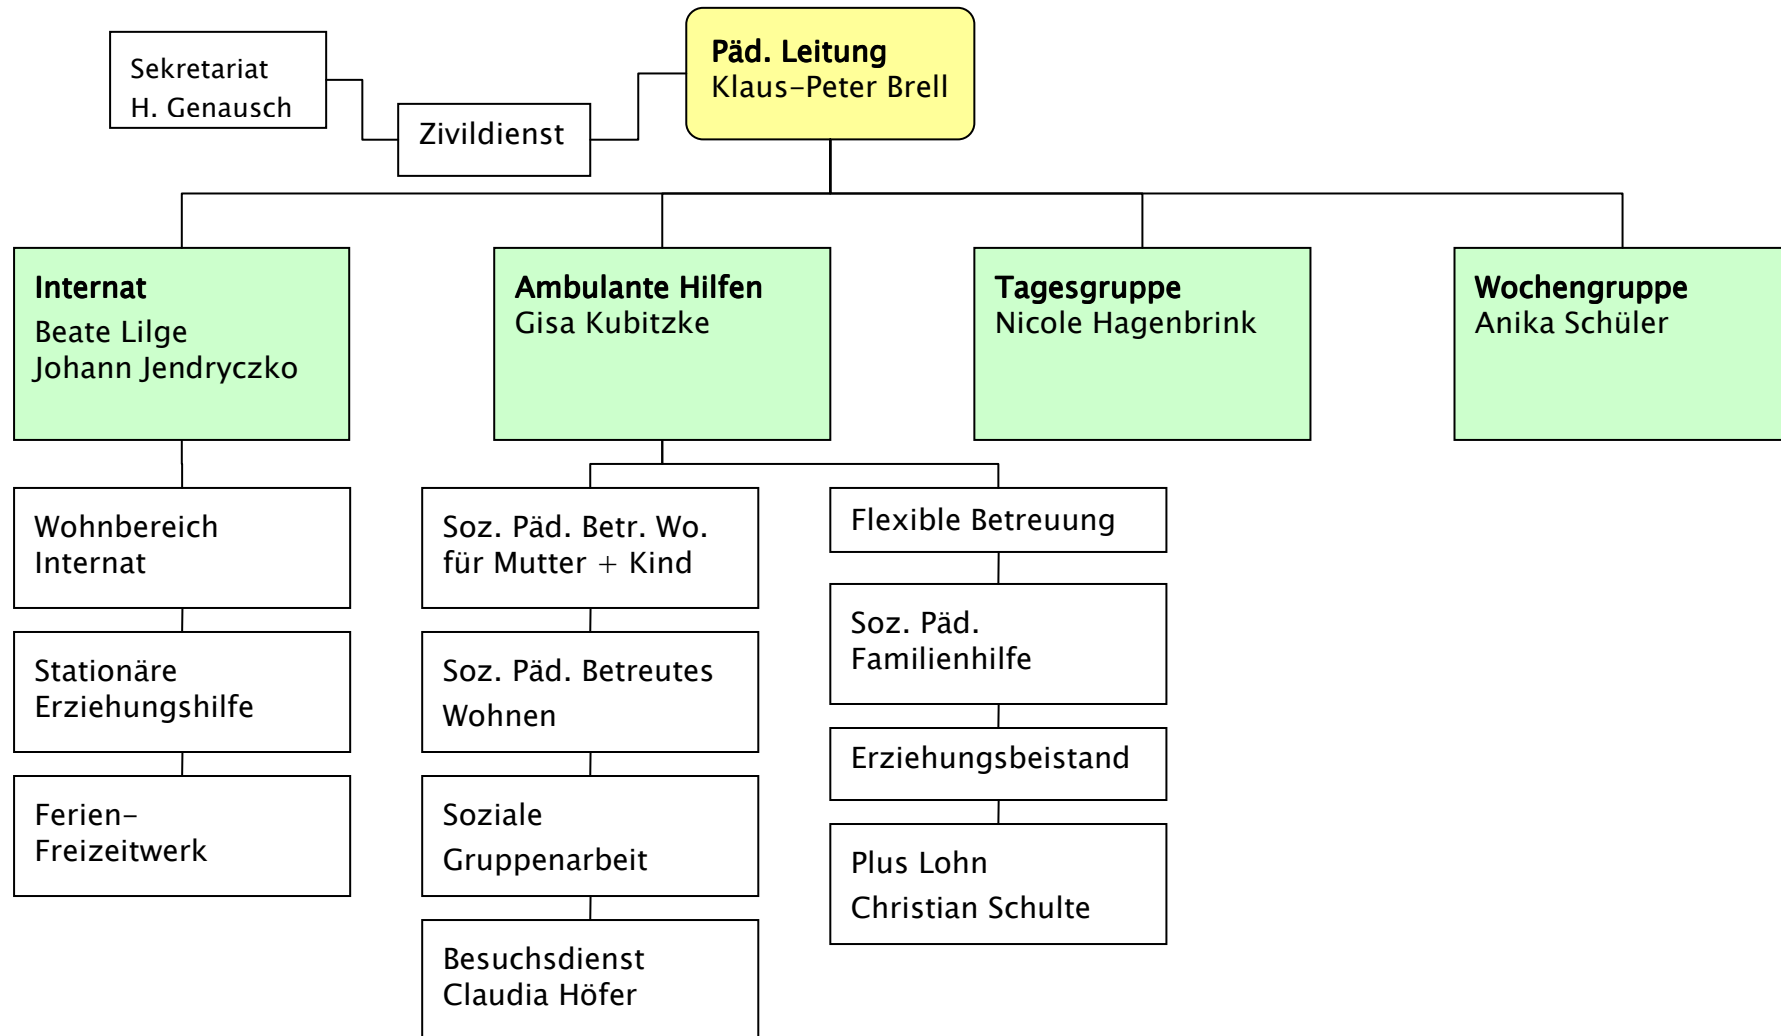 Sekretariat
H. Genausch
Zivildienst
Päd. Leitung
Klaus-Peter Brell
Internat
Beate Lilge
Johann Jendryczko
Ambulante Hilfen
Gisa Kubitzke
Tagesgruppe
Nicole Hagenbrink
Wochengruppe
Anika Schüler
Wohnbereich
Internat
Stationäre
Erziehungshilfe
Ferien-
Freizeitwerk
Soz. Päd. Betr. Wo.
für Mutter + Kind
Soz. Päd. Betreutes
Wohnen
Soziale
Gruppenarbeit
Besuchsdienst
Claudia Höfer
Flexible Betreuung
Soz. Päd.
Familienhilfe
Erziehungsbeistand
Plus Lohn
Christian Schulte